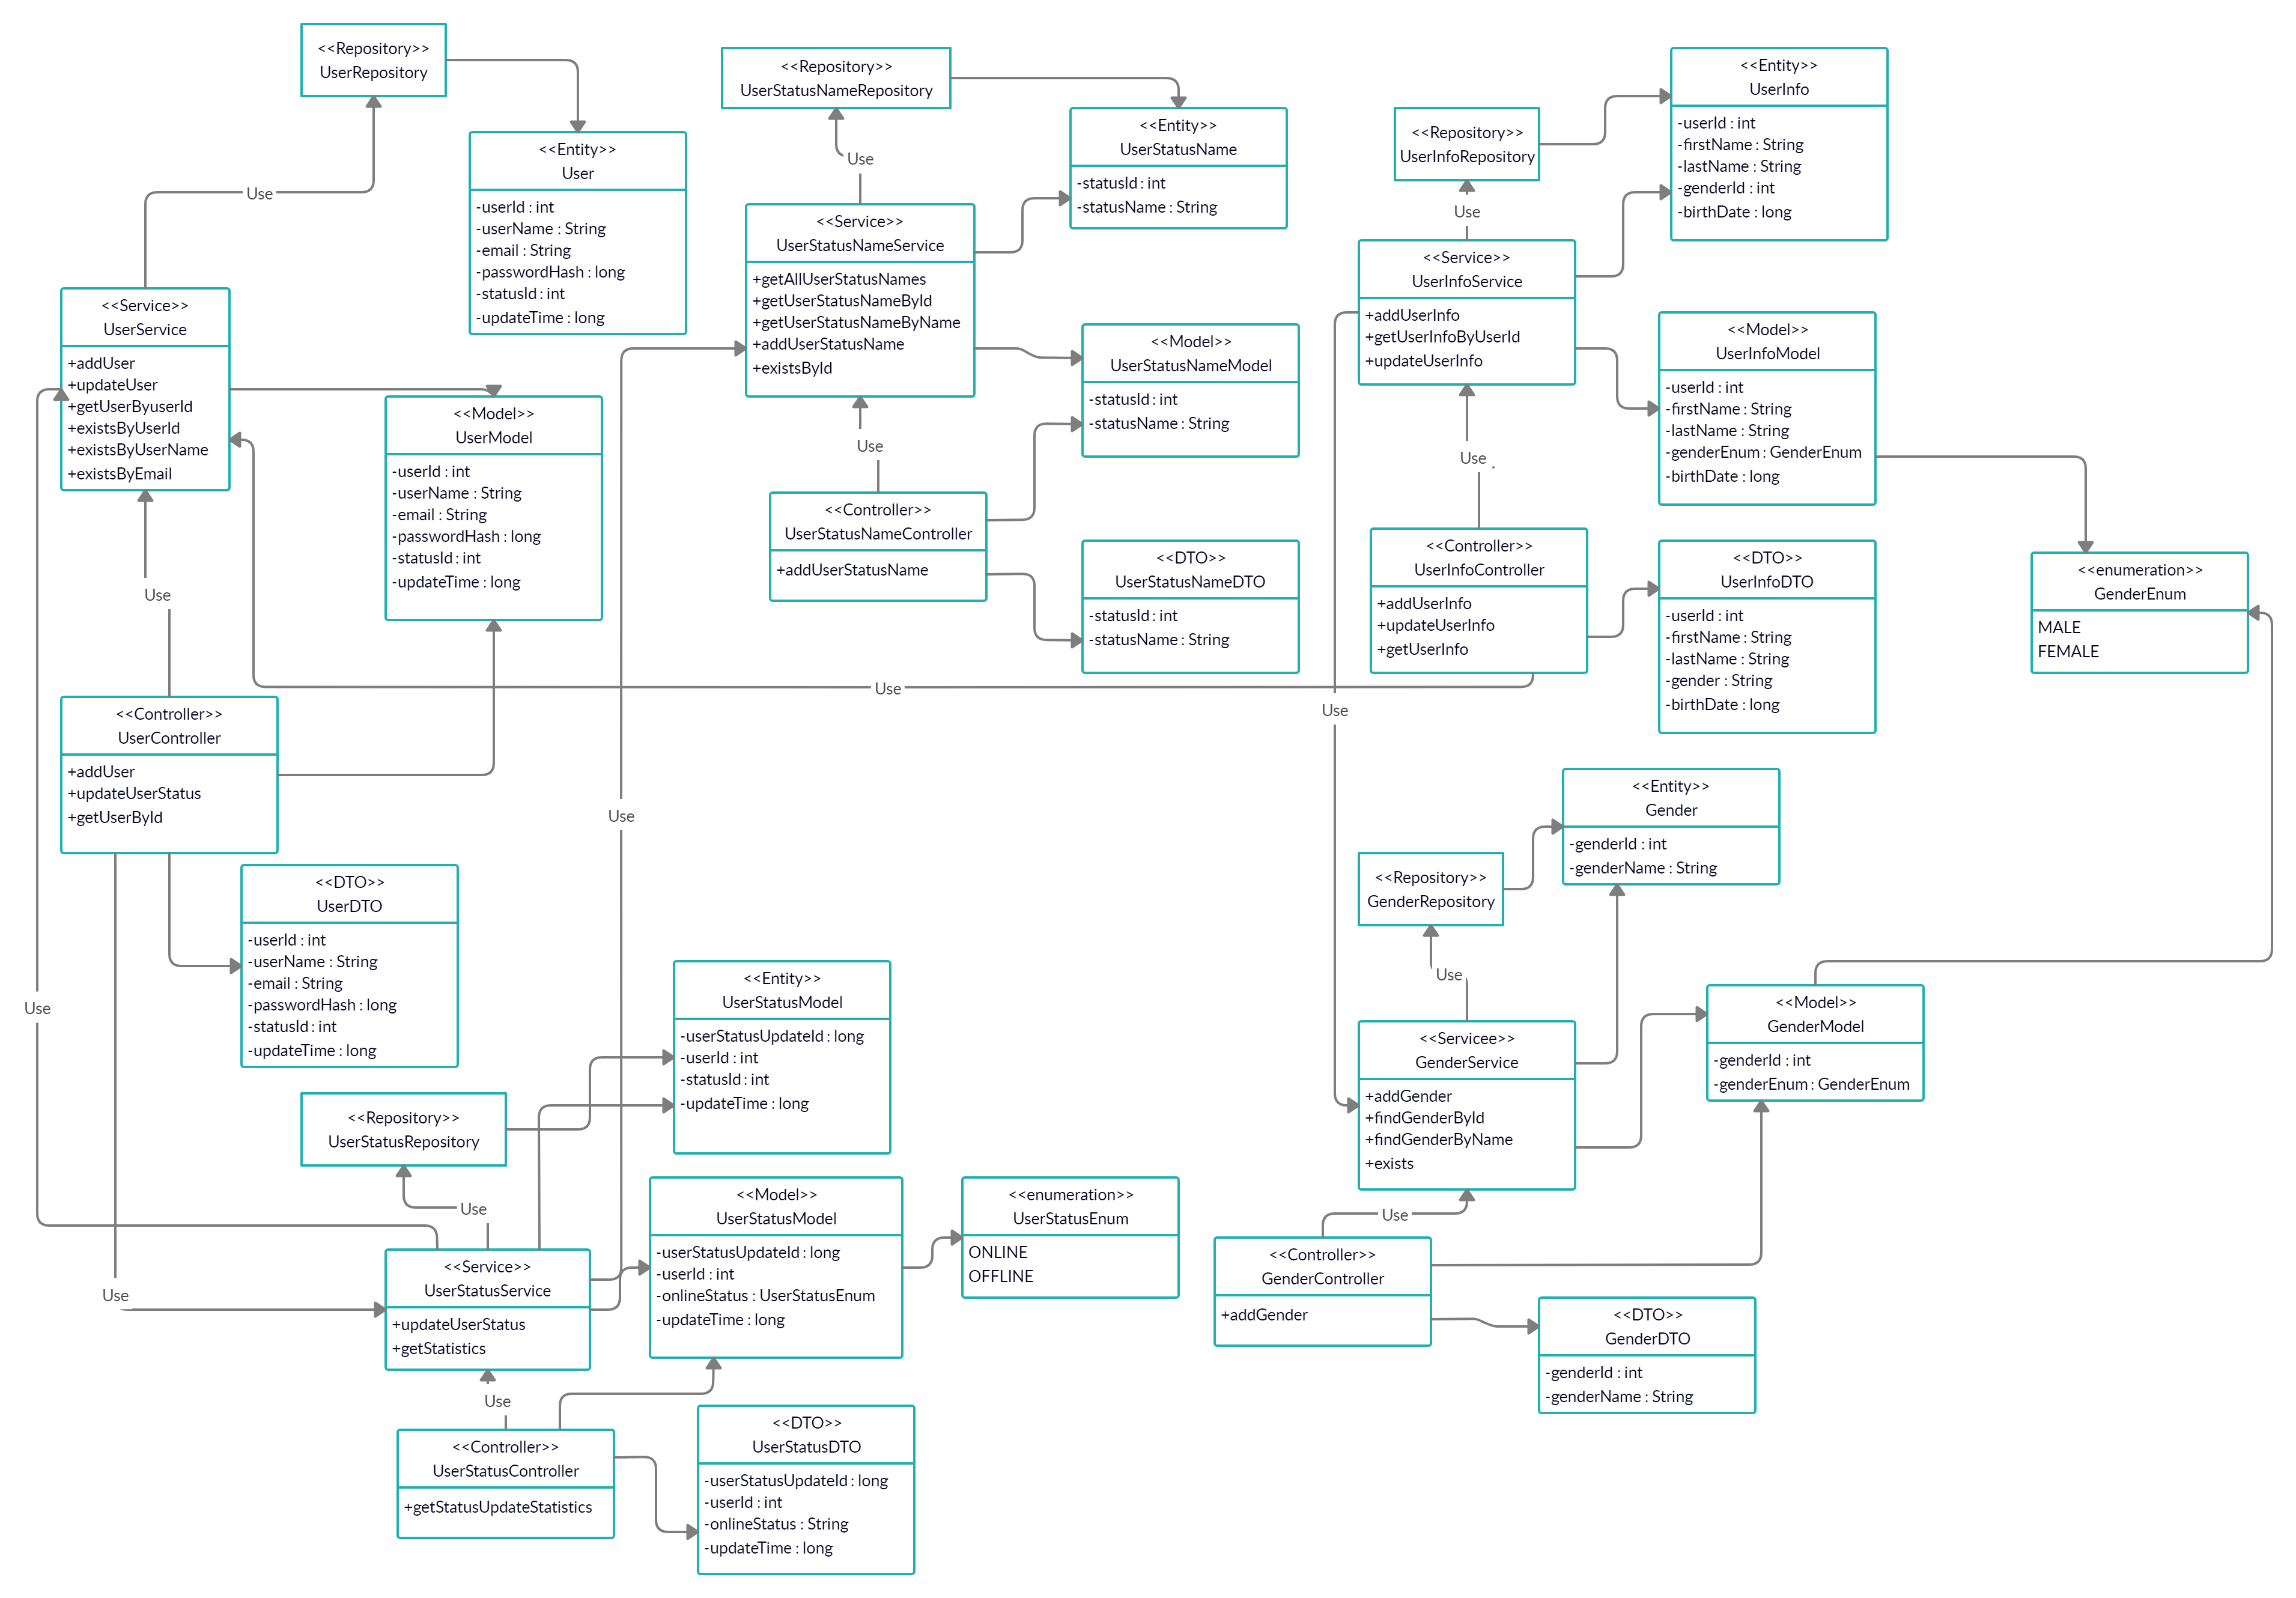 <<Repository>>
UserRepository
<<Entity>>
User
-userId : int
-userName : String
-email : String
-passwordHash : long
-statusId : int
-updateTime : long
Use
<<Service>>
UserService
+addUser
+updateUser
+getUserByuserId
+existsByUserId
+existsByUserName
+existsByEmail
<<Model>>
UserModel
-userId : int
-userName : String
-email : String
-passwordHash : long
-statusId : int
-updateTime : long
Use
<<Controller>>
UserController
+addUser
+updateUserStatus
+getUserById
<<DTO>>
UserDTO
-userId : int
-userName : String
-email : String
-passwordHash : long
-statusId : int
-updateTime : long
Use
Use
<<Repository>>
UserStatusNameRepository
<<Entity>>
UserStatusName
-statusId : int
-statusName : String
Use
<<Service>>
UserStatusNameService
+getAllUserStatusNames
+getUserStatusNameById
+getUserStatusNameByName
+addUserStatusName
+existsById
<<Model>>
UserStatusNameModel
-statusId : int
-statusName : String
Use
<<Controller>>
UserStatusNameController
+addUserStatusName
<<DTO>>
UserStatusNameDTO
-statusId : int
-statusName : String
Use
Use
<<Repository>>
UserInfoRepository
<<Entity>>
UserInfo
-userId : int
-firstName : String
-lastName : String
-genderId : int
-birthDate : long
Use
<<Service>>
UserInfoService
+addUserInfo
+getUserInfoByUserId
+updateUserInfo
<<Model>>
UserInfoModel
-userId : int
-firstName : String
-lastName : String
-genderEnum : GenderEnum
-birthDate : long
Use .
<<Controller>>
UserInfoController
+addUserInfo
+updateUserInfo
+getUserInfo
<<DTO>>
UserInfoDTO
-userId : int
-firstName : String
-lastName : String
-gender : String
-birthDate : long
<<enumeration>>
GenderEnum
MALE
FEMALE
Use
<<Entity>>
Gender
-genderId : int
-genderName : String
<<Repository>>
GenderRepository
Use
<<Servicee>>
GenderService
+addGender
+findGenderById
+findGenderByName
+exists
<<Model>>
GenderModel
-genderId : int
-genderEnum : GenderEnum
Use
<<Controller>>
GenderController
+addGender
<<DTO>>
GenderDTO
-genderId : int
-genderName : String
<<Entity>>
UserStatusModel
-userStatusUpdateId : long
-userId : int
-statusId : int
-updateTime : long
<<Repository>>
UserStatusRepository
Use
<<Service>>
UserStatusService
+updateUserStatus
+getStatistics
<<Model>>
UserStatusModel
-userStatusUpdateId : long
-userId : int
-onlineStatus : UserStatusEnum
-updateTime : long
<<enumeration>>
UserStatusEnum
ONLINE
OFFLINE
Use
<<Controller>>
UserStatusController
+getStatusUpdateStatistics
<<DTO>>
UserStatusDTO
-userStatusUpdateId : long
-userId : int
-onlineStatus : String
-updateTime : long